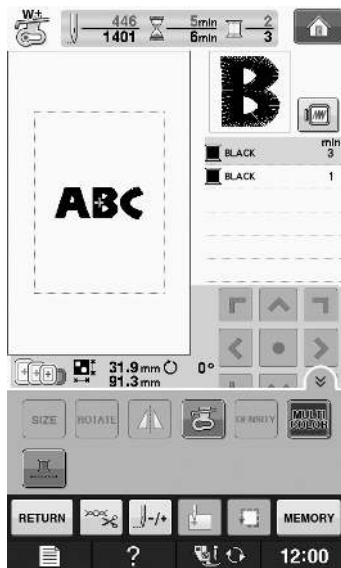 W+
446 5min 2
1401 6min 3
B
min
BLACK 3
BLACK 1
ABC
31.9mm 0°
91.3mm
SIZE ROTATE DENSITY MULTI COLOR
RETURN -/+ MEMORY
? 12:00